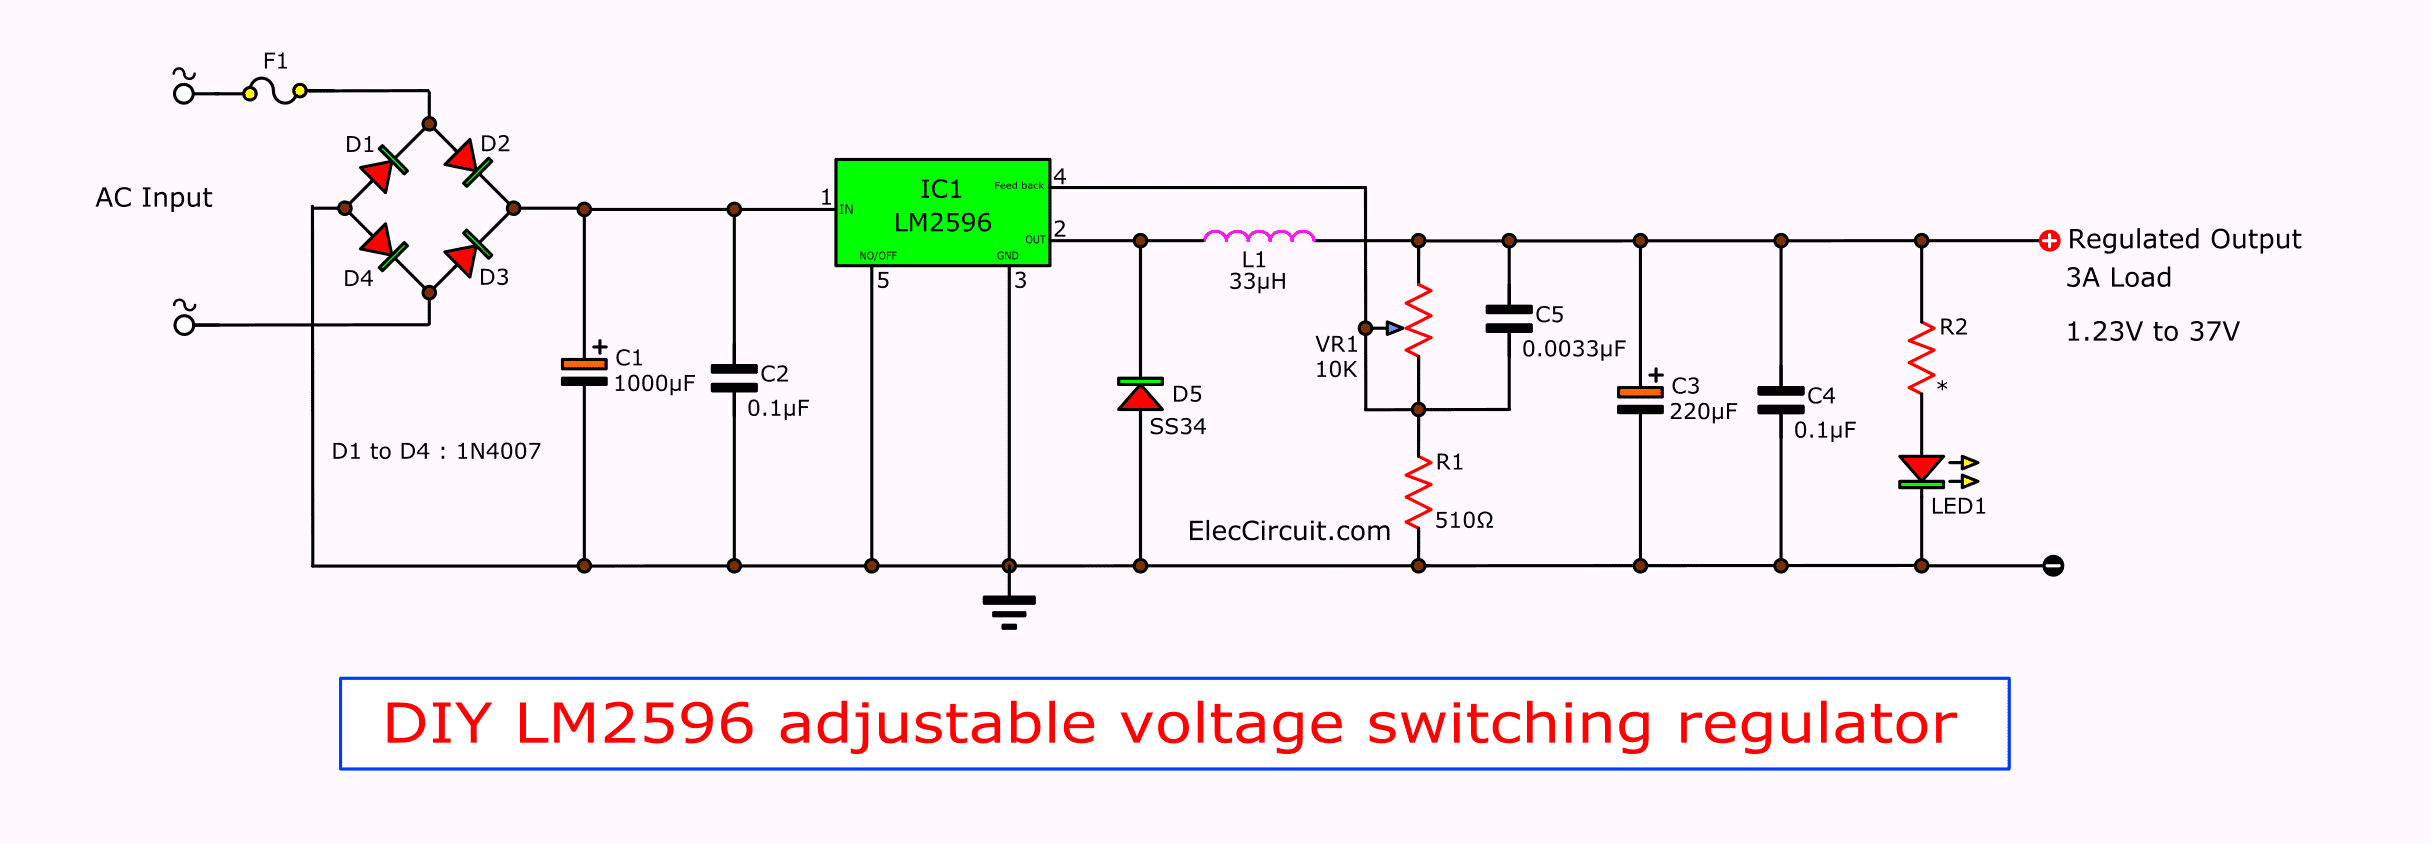 F1
D1
D2
AC Input
D4
D3
D1 to D4 : 1N4007
+
C1
1000µF
C2
0.1µF
1
IN
IC1
LM2596
Feed back
4
OUT
2
NO/OFF
5
GND
3
L1
33µH
D5
SS34
VR1
10K
C5
0.0033µF
R1
510Ω
ElecCircuit.com
+
C3
220µF
C4
0.1µF
R2
*
LED1
Regulated Output
3A Load
1.23V to 37V
DIY LM2596 adjustable voltage switching regulator